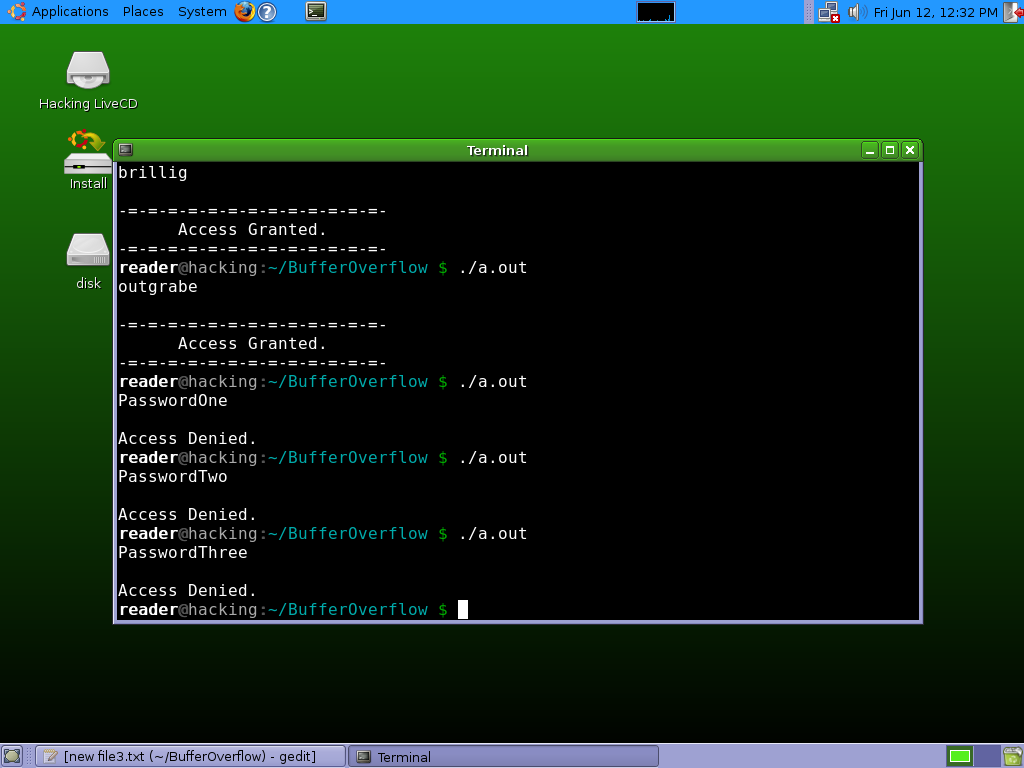 Applications Places System Fri Jun 12, 12:32 PM
Hacking LiveCD
Install
disk
Terminal
brillig
-=-=-=-=-=-=-=-=-=-=-=-=-=-
Access Granted.
-=-=-=-=-=-=-=-=-=-=-=-=-=-
reader@hacking:~/BufferOverflow $ ./a.out
outgrabe
-=-=-=-=-=-=-=-=-=-=-=-=-=-
Access Granted.
-=-=-=-=-=-=-=-=-=-=-=-=-=-
reader@hacking:~/BufferOverflow $ ./a.out
PasswordOne
Access Denied.
reader@hacking:~/BufferOverflow $ ./a.out
PasswordTwo
Access Denied.
reader@hacking:~/BufferOverflow $ ./a.out
PasswordThree
Access Denied.
reader@hacking:~/BufferOverflow $
[new file3.txt (~/BufferOverflow) - gedit] Terminal